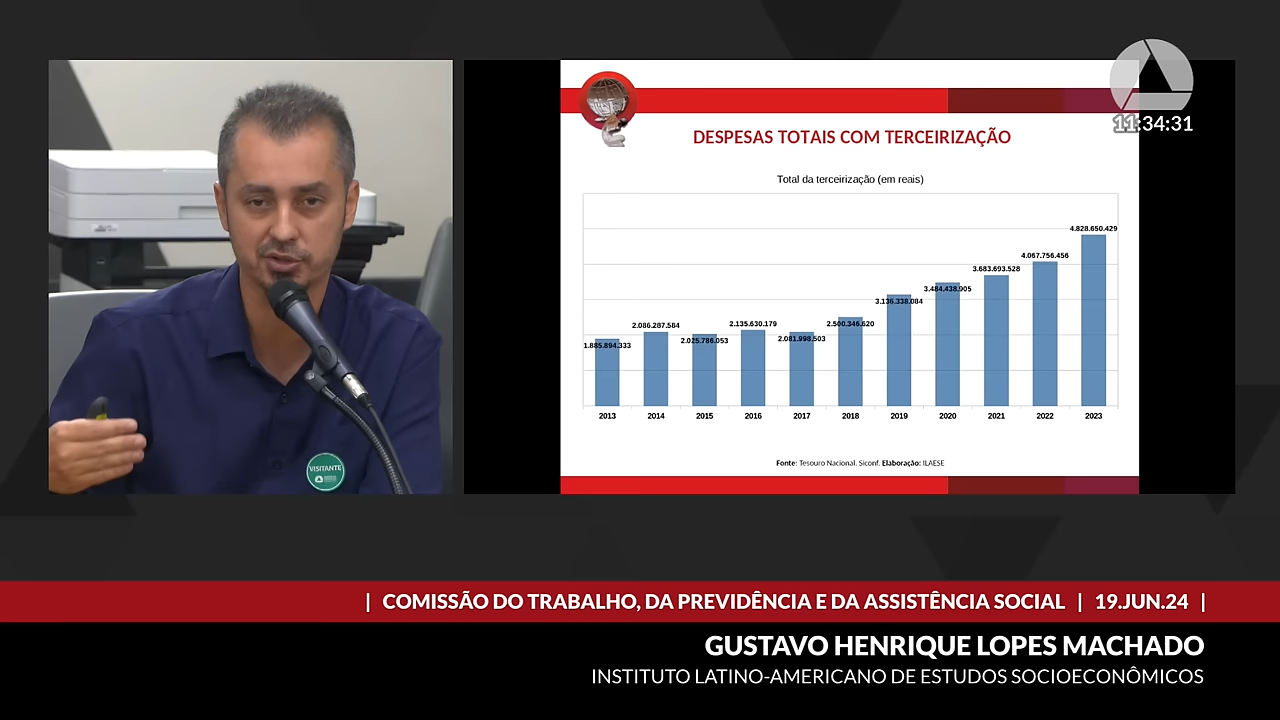 11:34:31
DESPESAS TOTAIS COM TERCEIRIZAÇÃO
Total da terceirização (em reais)
1.885.894.333
2.086.287.584
2.025.786.053
2.135.630.179
2.081.998.503
2.500.346.620
3.136.338.084
3.484.438.905
3.683.693.528
4.067.756.456
4.828.650.429
2013 2014 2015 2016 2017 2018 2019 2020 2021 2022 2023
Fonte: Tesouro Nacional. Siconf. Elaboração: ILAESE
VISITANTE
| COMISSÃO DO TRABALHO, DA PREVIDÊNCIA E DA ASSISTÊNCIA SOCIAL | 19.JUN.24 |
GUSTAVO HENRIQUE LOPES MACHADO
INSTITUTO LATINO-AMERICANO DE ESTUDOS SOCIOECONÔMICOS